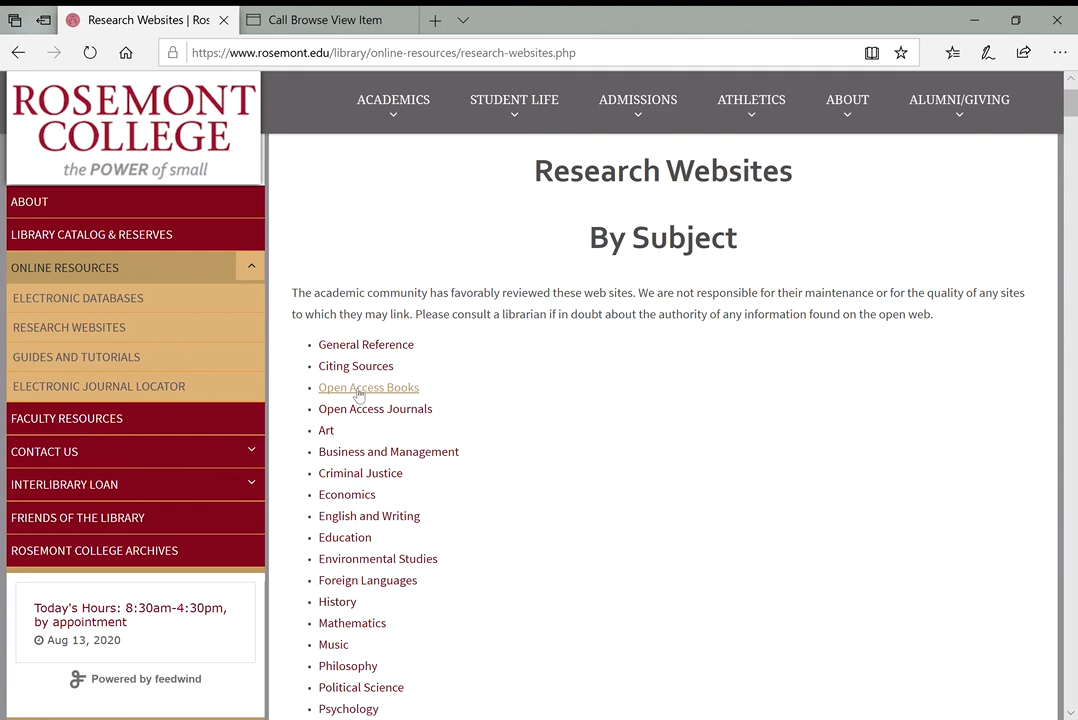 Research Websites | Ros
Call Browse View Item
https://www.rosemont.edu/library/online-resources/research-websites.php
ROSEMONT
COLLEGE
the POWER of small
ACADEMICS
STUDENT LIFE
ADMISSIONS
ATHLETICS
ABOUT
ALUMNI/GIVING
ABOUT
LIBRARY CATALOG & RESERVES
ONLINE RESOURCES
ELECTRONIC DATABASES
RESEARCH WEBSITES
GUIDES AND TUTORIALS
ELECTRONIC JOURNAL LOCATOR
FACULTY RESOURCES
CONTACT US
INTERLIBRARY LOAN
FRIENDS OF THE LIBRARY
ROSEMONT COLLEGE ARCHIVES
Today's Hours: 8:30am-4:30pm,
by appointment
Aug 13, 2020
Powered by feedwind
Research Websites
By Subject
The academic community has favorably reviewed these web sites. We are not responsible for their maintenance or for the quality of any sites
to which they may link. Please consult a librarian if in doubt about the authority of any information found on the open web.
• General Reference
• Citing Sources
• Open Access Books
• Open Access Journals
• Art
• Business and Management
• Criminal Justice
• Economics
• English and Writing
• Education
• Environmental Studies
• Foreign Languages
• History
• Mathematics
• Music
• Philosophy
• Political Science
• Psychology